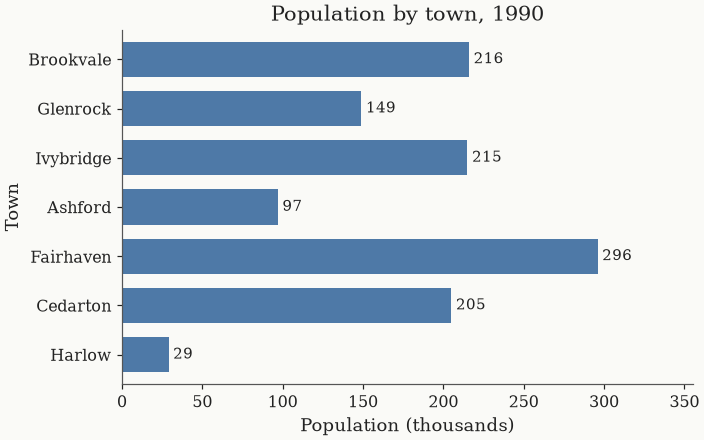 Population by town, 1990
Town
Brookvale 216
Glenrock 149
Ivybridge 215
Ashford 97
Fairhaven 296
Cedarton 205
Harlow 29
0 50 100 150 200 250 300 350
Population (thousands)